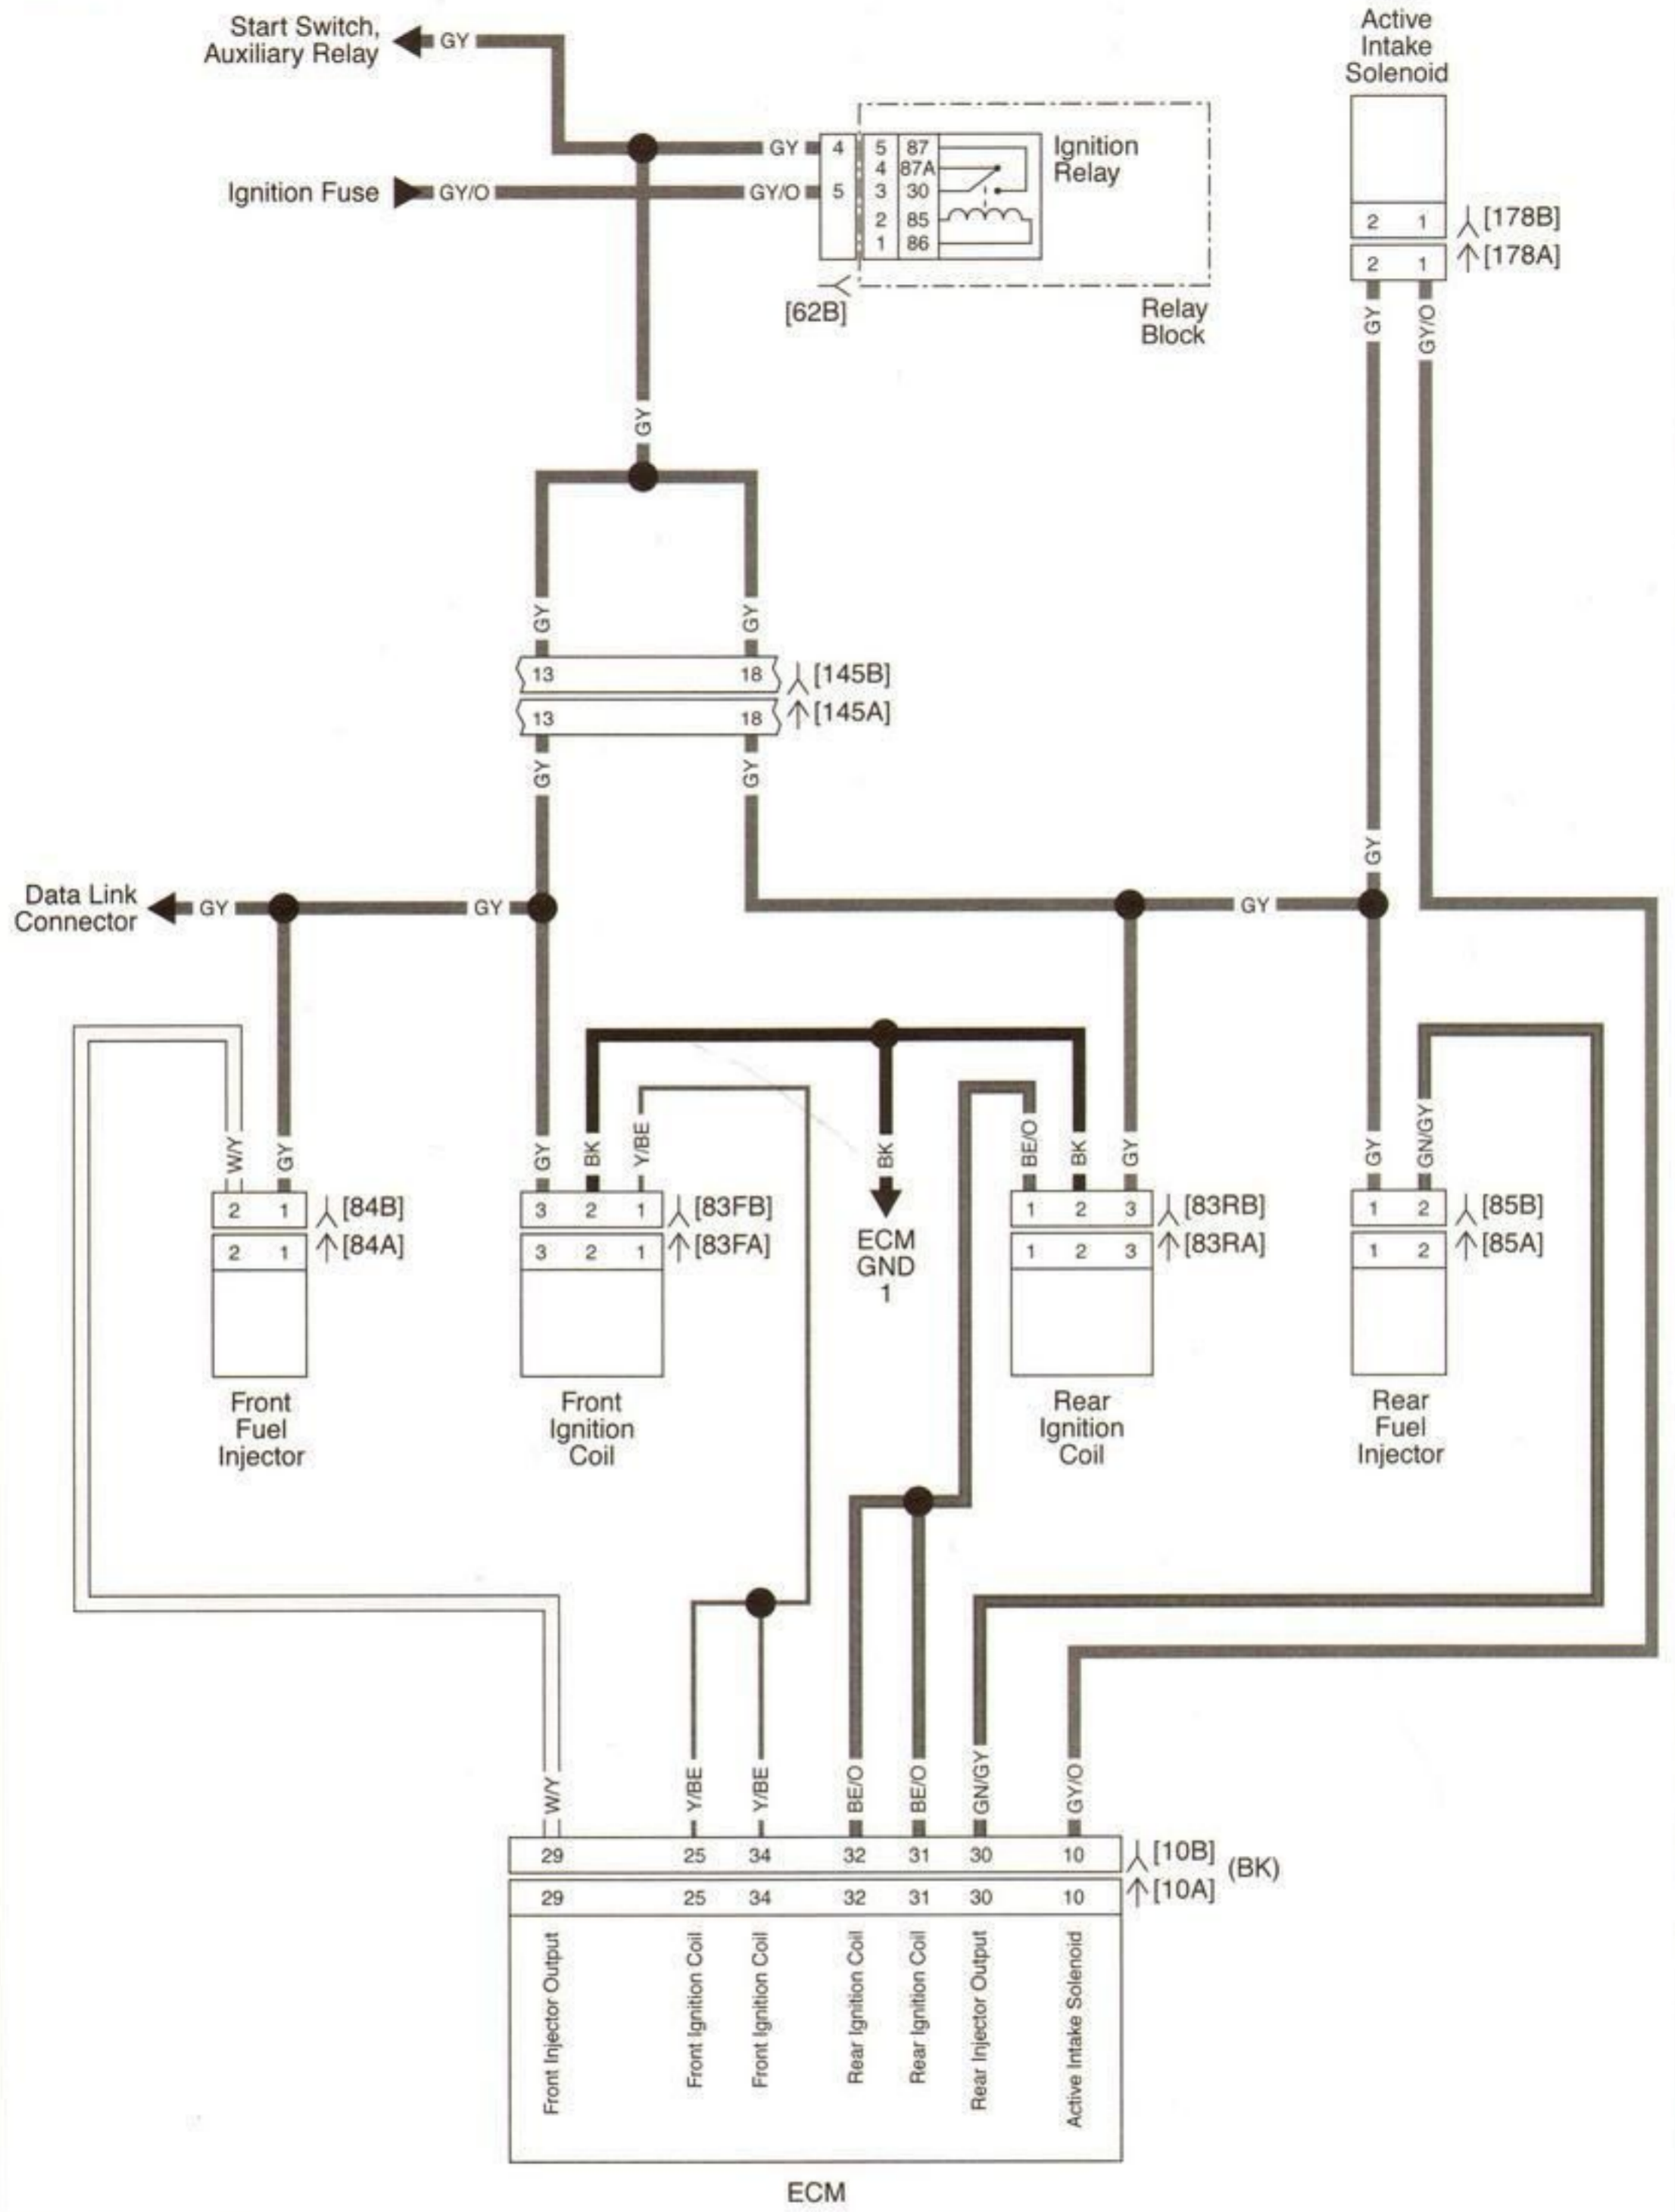 Start Switch,
Auxiliary Relay
GY
Active
Intake
Solenoid
GY
4
5
87
4
87A
Ignition
Relay
Ignition Fuse
GY/O
GY/O
5
3
30
2
85
1
86
2
1
[178B]
2
1
[178A]
[62B]
Relay
Block
GY
GY/O
GY
GY
GY
13
18
[145B]
13
18
[145A]
GY
GY
GY
Data Link
Connector
GY
GY
GY
W/Y
GY
GY
BK
Y/BE
BK
BE/O
BK
GY
GY
GN/GY
2
1
[84B]
3
2
1
[83FB]
1
2
3
[83RB]
1
2
[85B]
2
1
[84A]
3
2
1
[83FA]
ECM
GND
1
1
2
3
[83RA]
1
2
[85A]
Front
Fuel
Injector
Front
Ignition
Coil
Rear
Ignition
Coil
Rear
Fuel
Injector
W/Y
Y/BE
Y/BE
BE/O
BE/O
GN/GY
GY/O
29
25
34
32
31
30
10
[10B]
(BK)
29
25
34
32
31
30
10
[10A]
Front Injector Output
Front Ignition Coil
Front Ignition Coil
Rear Ignition Coil
Rear Ignition Coil
Rear Injector Output
Active Intake Solenoid
ECM